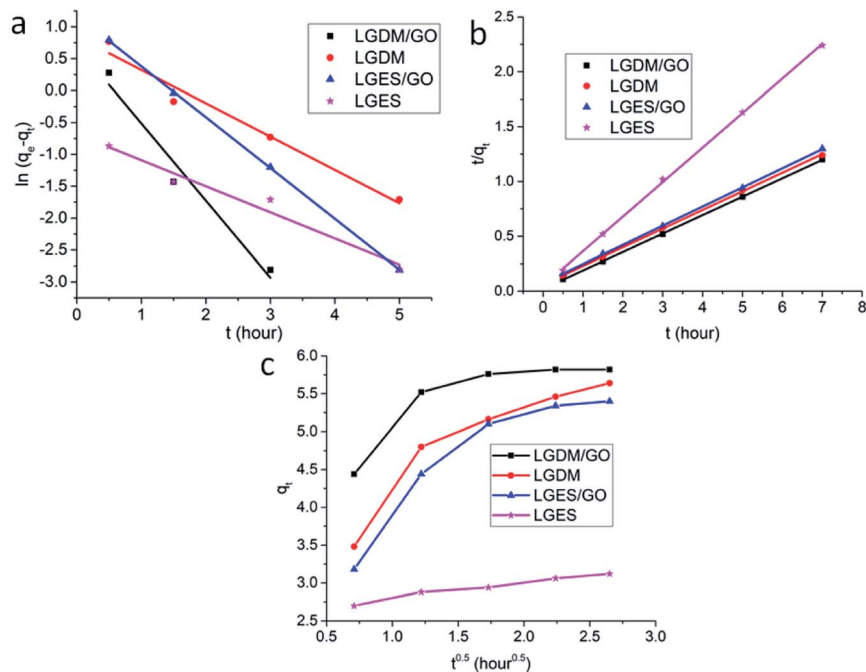 a
ln (qe-qt)
1.0
0.5
0.0
-0.5
-1.0
-1.5
-2.0
-2.5
-3.0
LGDM/GO
LGDM
LGES/GO
LGES
0 1 2 3 4 5
t (hour)
b
t/qt
2.5
2.0
1.5
1.0
0.5
0.0
LGDM/GO
LGDM
LGES/GO
LGES
0 1 2 3 4 5 6 7 8
t (hour)
c
qt
6.0
5.5
5.0
4.5
4.0
3.5
3.0
2.5
LGDM/GO
LGDM
LGES/GO
LGES
0.5 1.0 1.5 2.0 2.5 3.0
t^0.5 (hour^0.5)